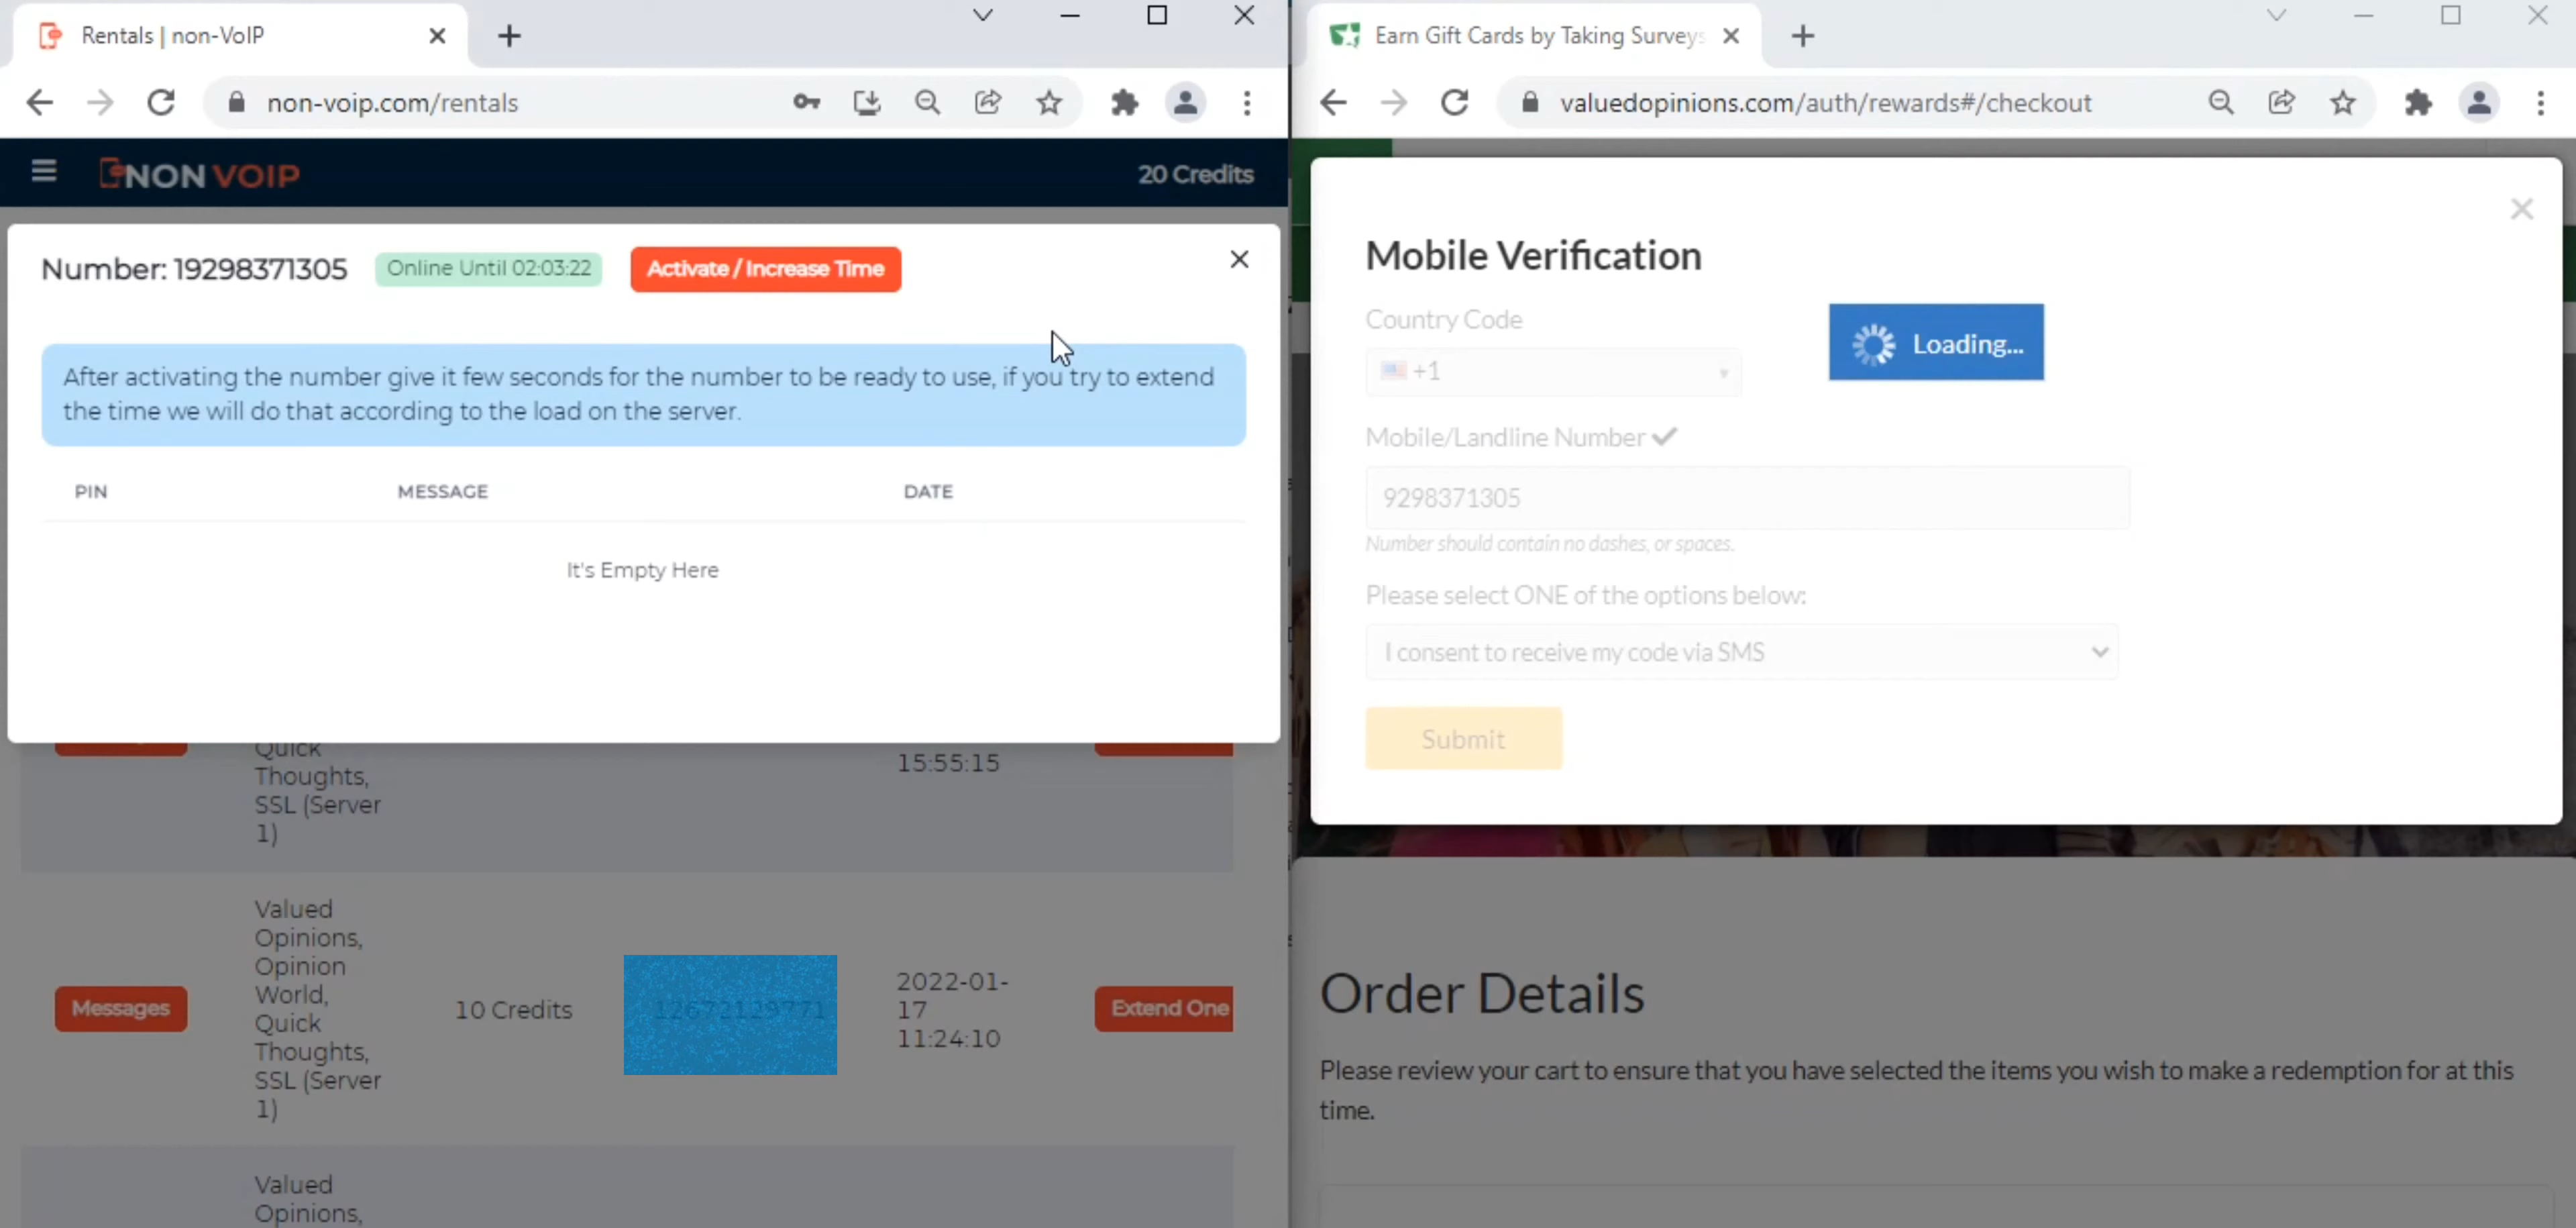 Rentals | non-VoIP
non-voip.com/rentals
NON VOIP
20 Credits
Number: 19298371305
Online Until 02:03:22
Activate / Increase Time
After activating the number give it few seconds for the number to be ready to use, if you try to extend
the time we will do that according to the load on the server.
PIN MESSAGE DATE
It's Empty Here
Quick
Thoughts,
SSL (Server
1)
15:55:15
Messages
Valued
Opinions,
Opinion
World,
Quick
Thoughts,
SSL (Server
1)
10 Credits
2022-01-
17
11:24:10
Extend One
Valued
Opinions,
Earn Gift Cards by Taking Surveys
valuedopinions.com/auth/rewards#/checkout
Mobile Verification
Country Code
+1
Loading...
Mobile/Landline Number
9298371305
Number should contain no dashes, or spaces.
Please select ONE of the options below:
I consent to receive my code via SMS
Submit
Order Details
Please review your cart to ensure that you have selected the items you wish to make a redemption for at this
time.